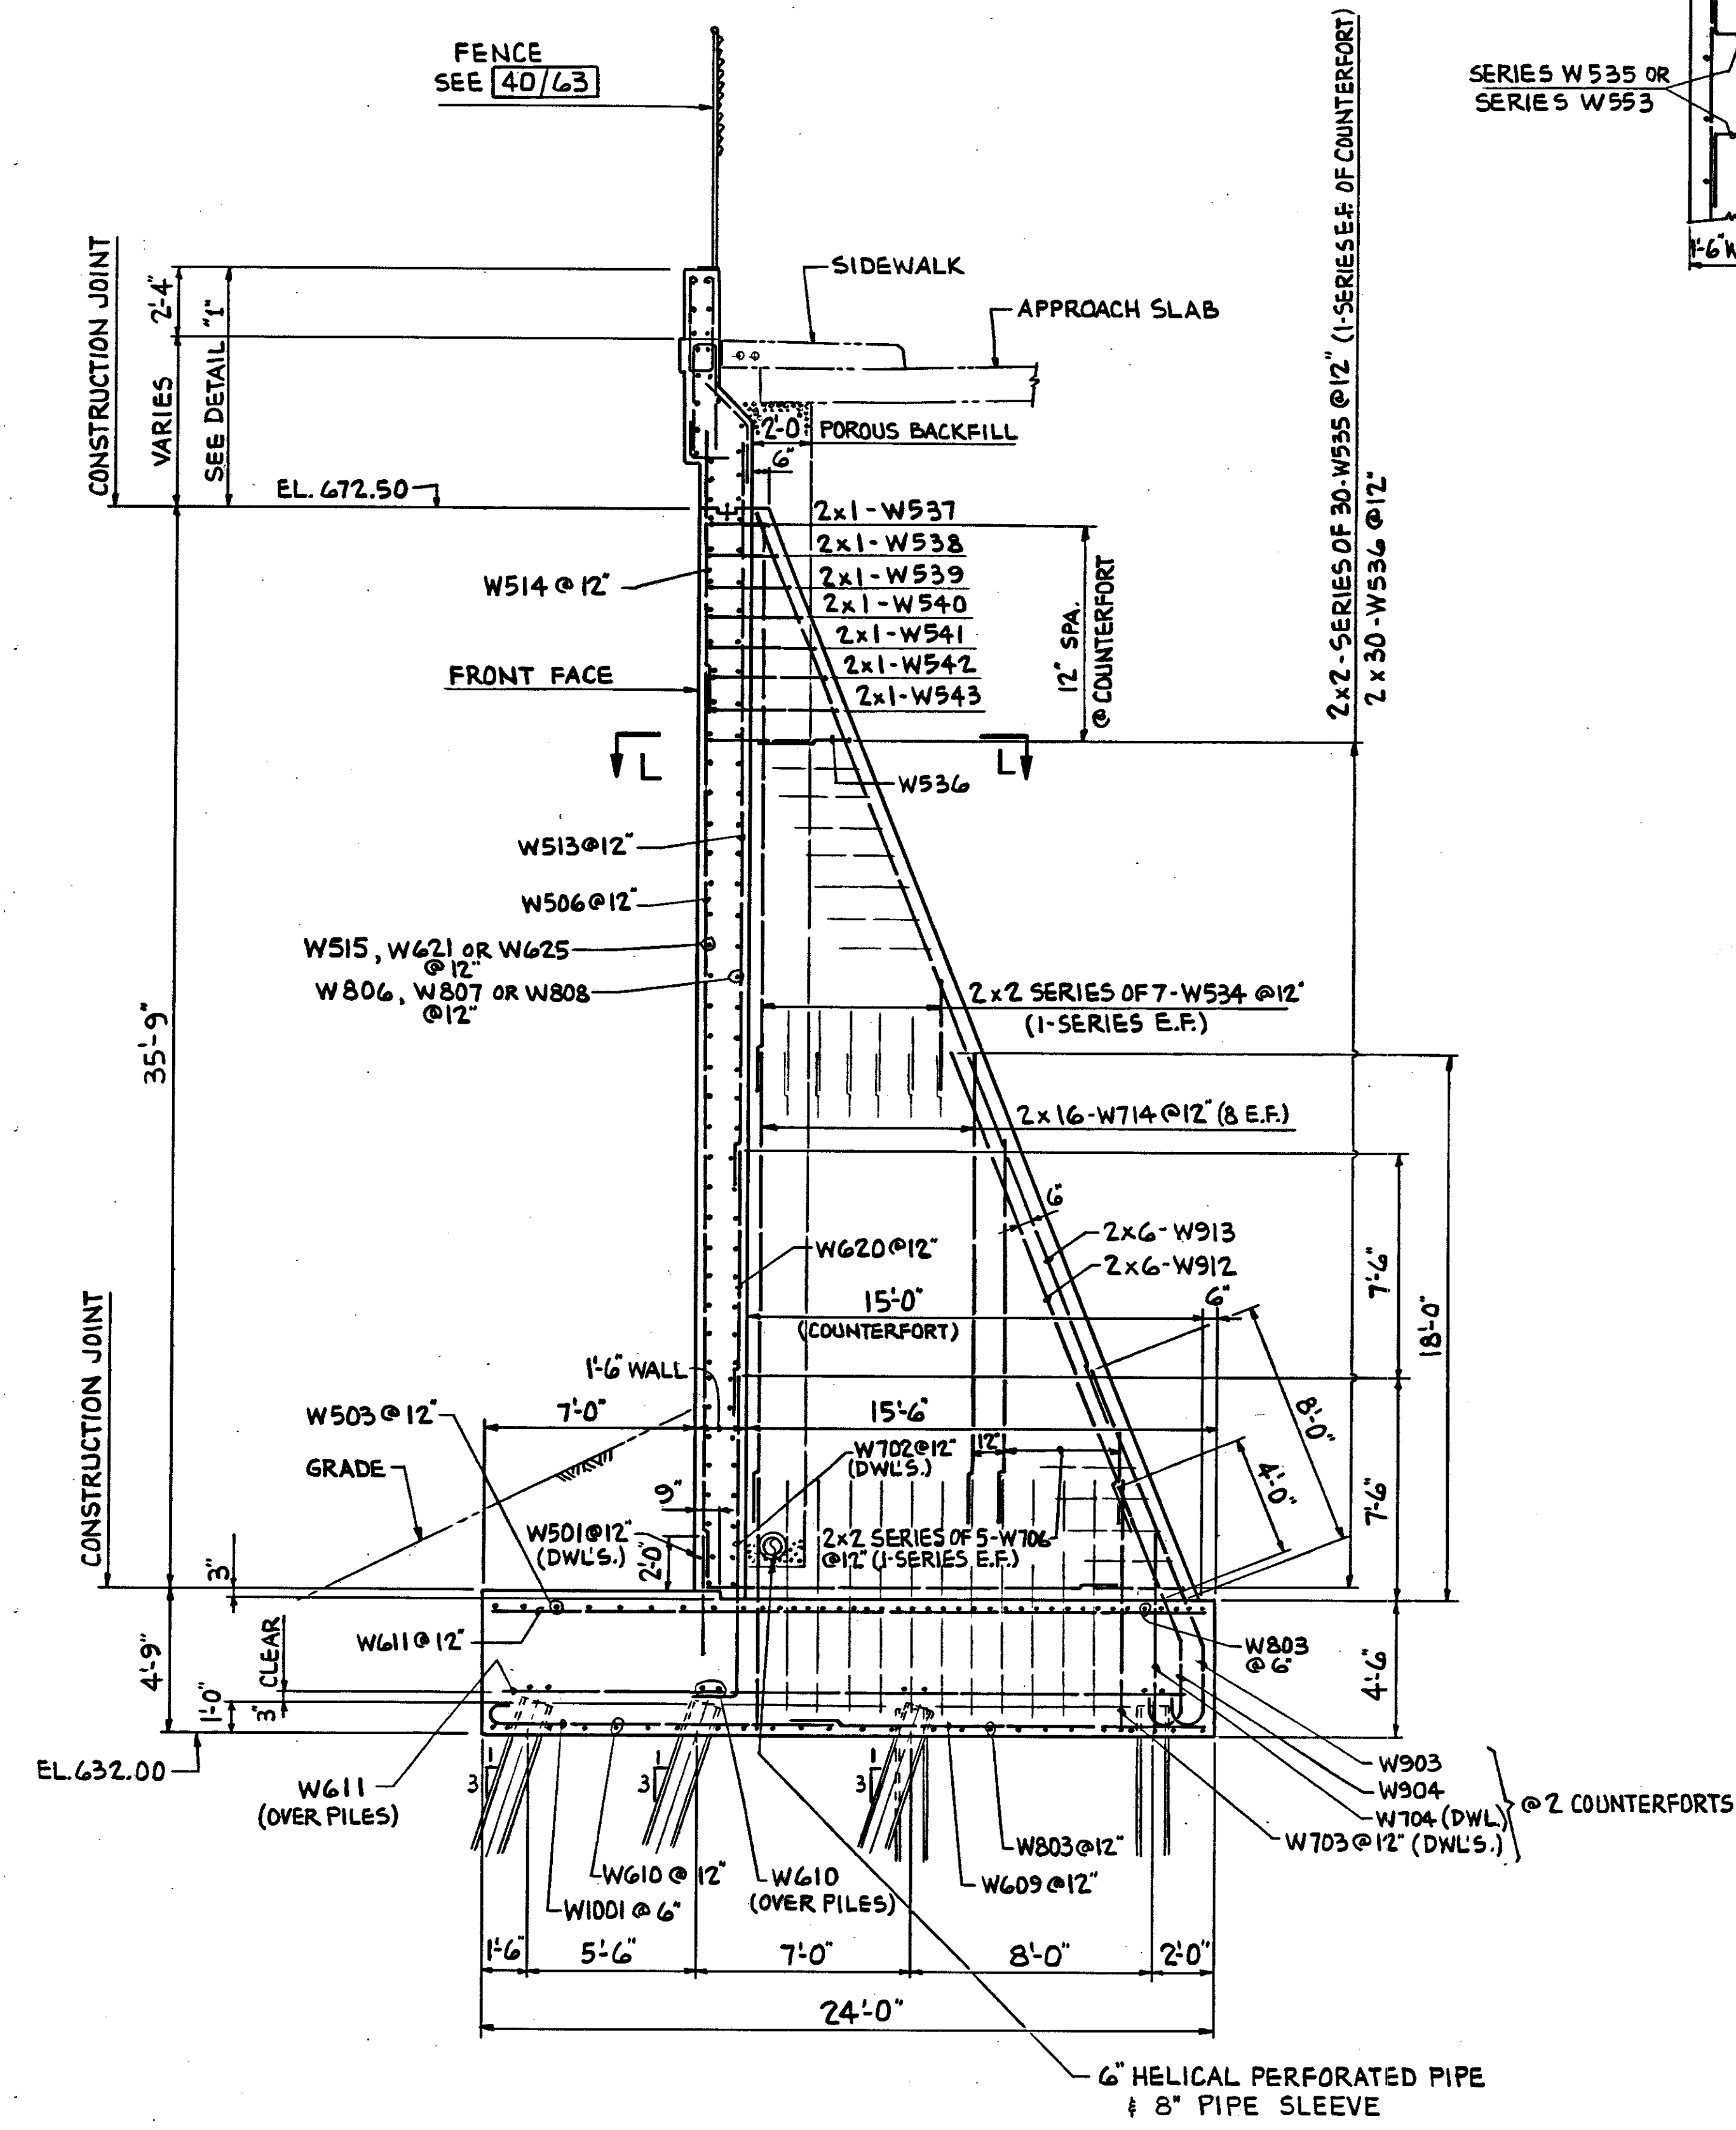 FENCE
SEE 40/63
SERIES W535 OR
SERIES W553
1'-6" W
CONSTRUCTION JOINT
2'-4"
VARIES
SEE DETAIL "1"
SIDEWALK
APPROACH SLAB
2'-0" POROUS BACKFILL
6"
EL. 672.50
2x1-W537
2x1-W538
2x1-W539
2x1-W540
2x1-W541
2x1-W542
2x1-W543
W514 @ 12"
FRONT FACE
12" SPA.
@ COUNTERFORT
2x2-SERIES OF 30-W535 @12" (1-SERIES E.F. OF COUNTERFORT)
2x30-W536 @12"
L
L
W536
W513@12"
W506@12"
W515, W621 OR W625
@12"
W806, W807 OR W808
@12"
35'-9"
2x2 SERIES OF 7-W534 @12"
(1-SERIES E.F.)
2x16-W714@12" (8 E.F.)
6"
2x6-W913
2x6-W912
W620@12"
15'-0"
(COUNTERFORT)
6"
7'-6"
18'-0"
8'-0"
4'-0"
7'-6"
1'-6" WALL
7'-0"
15'-6"
W503@12"
GRADE
CONSTRUCTION JOINT
W702@12"
(DWL'S.)
12"
9"
W501@12"
(DWL'S.)
2'-0"
2x2 SERIES OF 5-W706
@12" (1-SERIES E.F.)
3"
W611@12"
W803
@ 6"
4'-9"
1'-0"
3" CLEAR
4'-6"
EL.632.00
W611
(OVER PILES)
1
3
1
3
1
3
W903
W904
W704 (DWL.)
W703@12" (DWL'S.)
@ 2 COUNTERFORTS
W610 @ 12"
W1001 @ 6"
W610
(OVER PILES)
W803@12"
W609@12"
1'-6"
5'-6"
7'-0"
8'-0"
2'-0"
24'-0"
6" HELICAL PERFORATED PIPE
& 8" PIPE SLEEVE